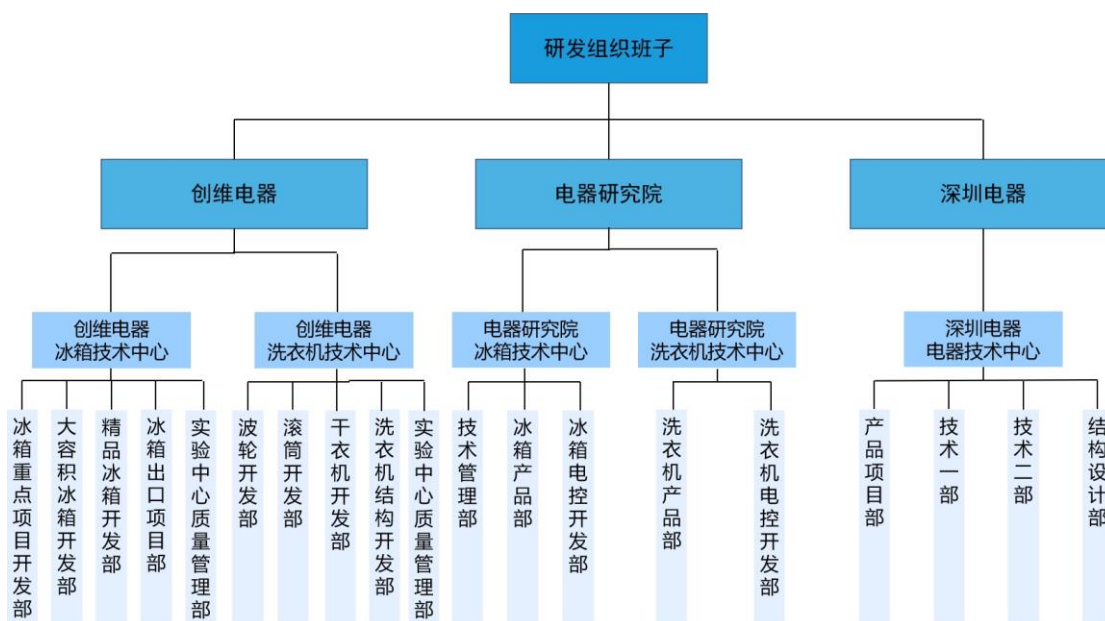 研发组织班子
创维电器
电器研究院
深圳电器
创维电器
冰箱技术中心
创维电器
洗衣机技术中心
电器研究院
冰箱技术中心
电器研究院
洗衣机技术中心
深圳电器
电器技术中心
冰箱重点项目开发部
大容积冰箱开发部
精品冰箱开发部
冰箱出口项目部
实验中心质量管理部
波轮开发部
滚筒开发部
干衣机开发部
洗衣机结构开发部
实验中心质量管理部
技术管理部
冰箱产品部
冰箱电控开发部
洗衣机产品部
洗衣机电控开发部
产品项目部
技术一部
技术二部
结构设计部